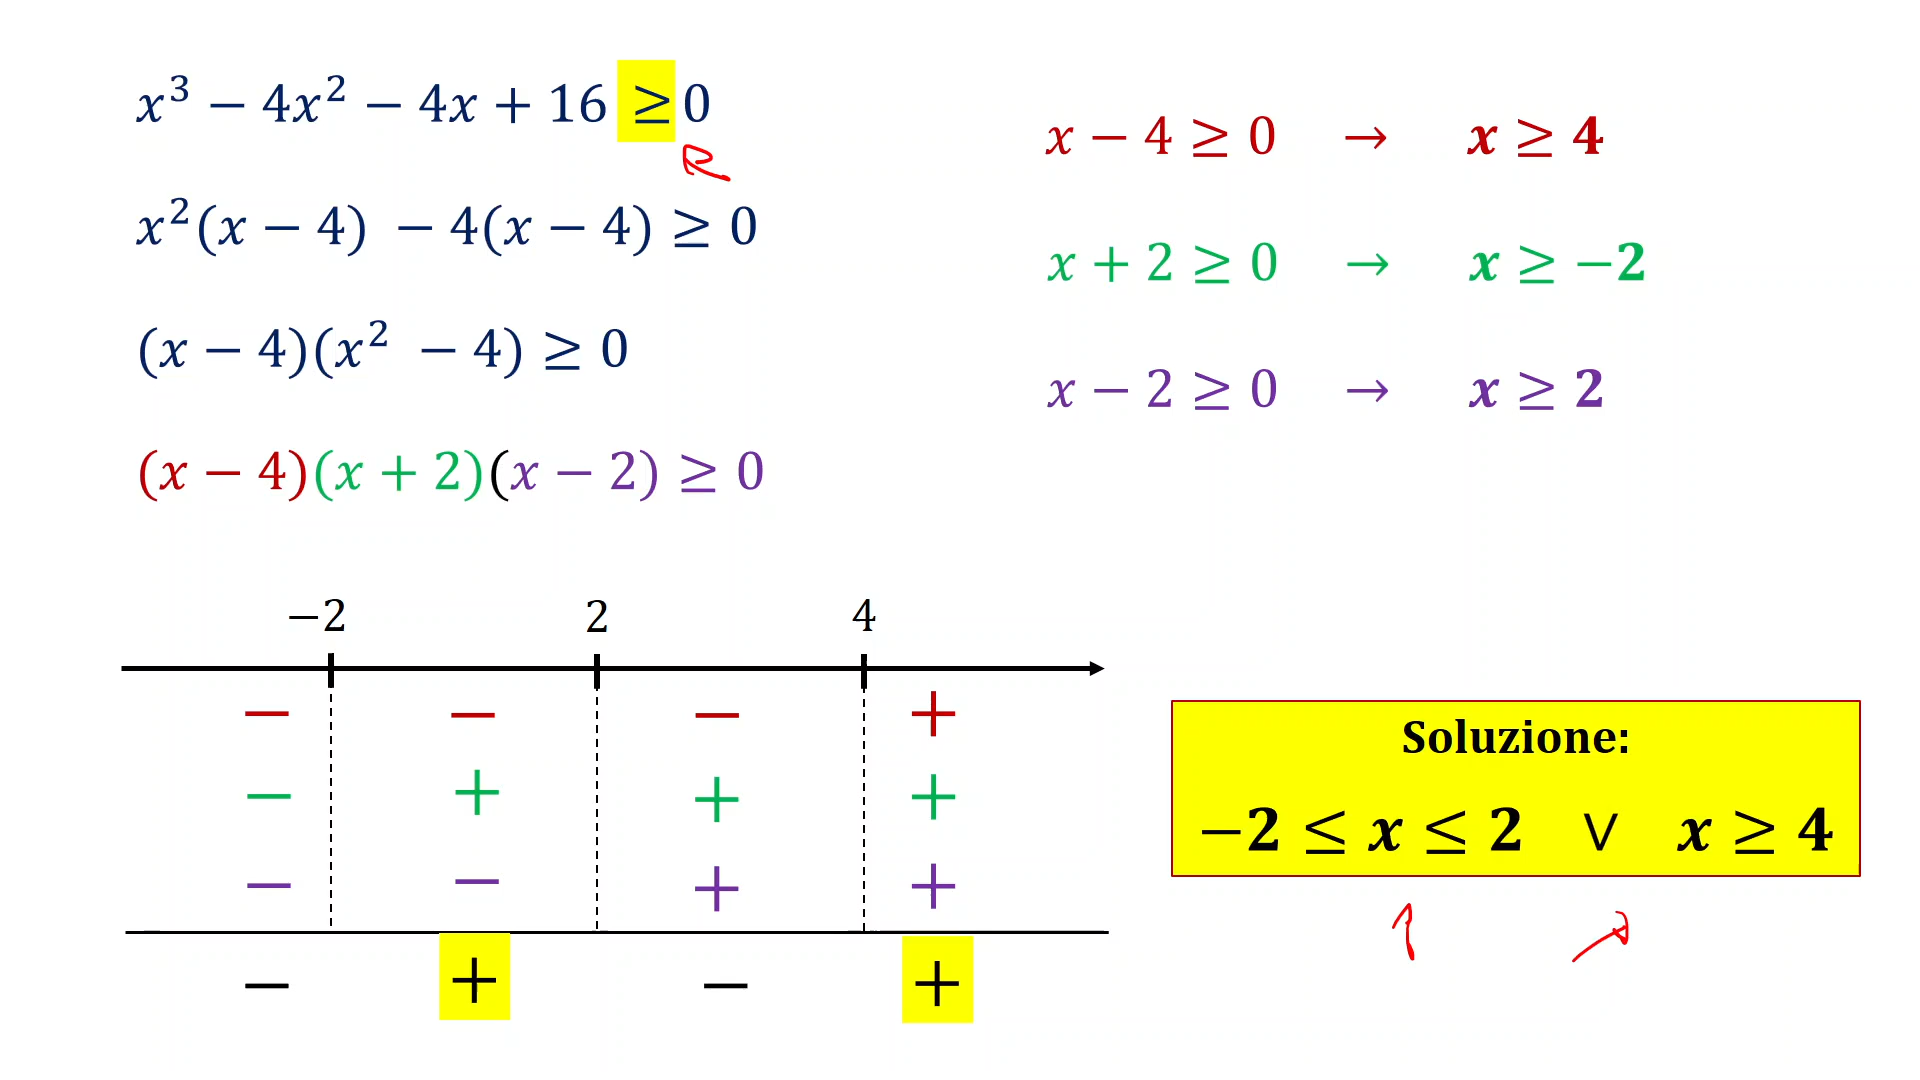 x³ − 4x² − 4x + 16 ≥ 0
x²(x − 4) − 4(x − 4) ≥ 0
(x − 4)(x² − 4) ≥ 0
(x − 4)(x + 2)(x − 2) ≥ 0
x − 4 ≥ 0 → x ≥ 4
x + 2 ≥ 0 → x ≥ −2
x − 2 ≥ 0 → x ≥ 2
−2 2 4
− − − +
− + + +
− − + +
− + − +
Soluzione:
−2 ≤ x ≤ 2 ∨ x ≥ 4